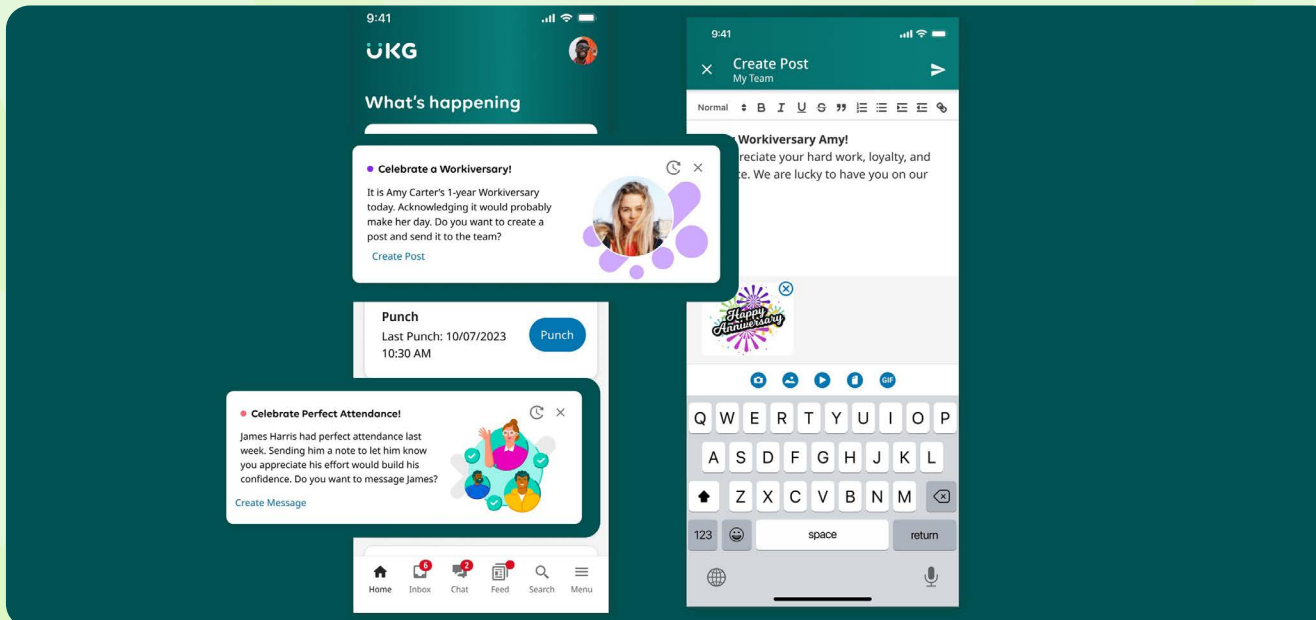 9:41
UKG
What's happening
Celebrate a Workiversary!
It is Amy Carter's 1-year Workiversary
today. Acknowledging it would probably
make her day. Do you want to create a
post and send it to the team?
Create Post
Punch
Last Punch: 10/07/2023
10:30 AM
Punch
Celebrate Perfect Attendance!
James Harris had perfect attendance last
week. Sending him a note to let him know
you appreciate his effort would build his
confidence. Do you want to message James?
Create Message
6
2
Home Inbox Chat Feed Search Menu
9:41
Create Post
My Team
Normal B I U S
Workiversary Amy!
your hard work, loyalty, and
We are lucky to have you on our
Happy
Anniversary
GIF
Q W E R T Y U I O P
A S D F G H J K L
Z X C V B N M
123 space return